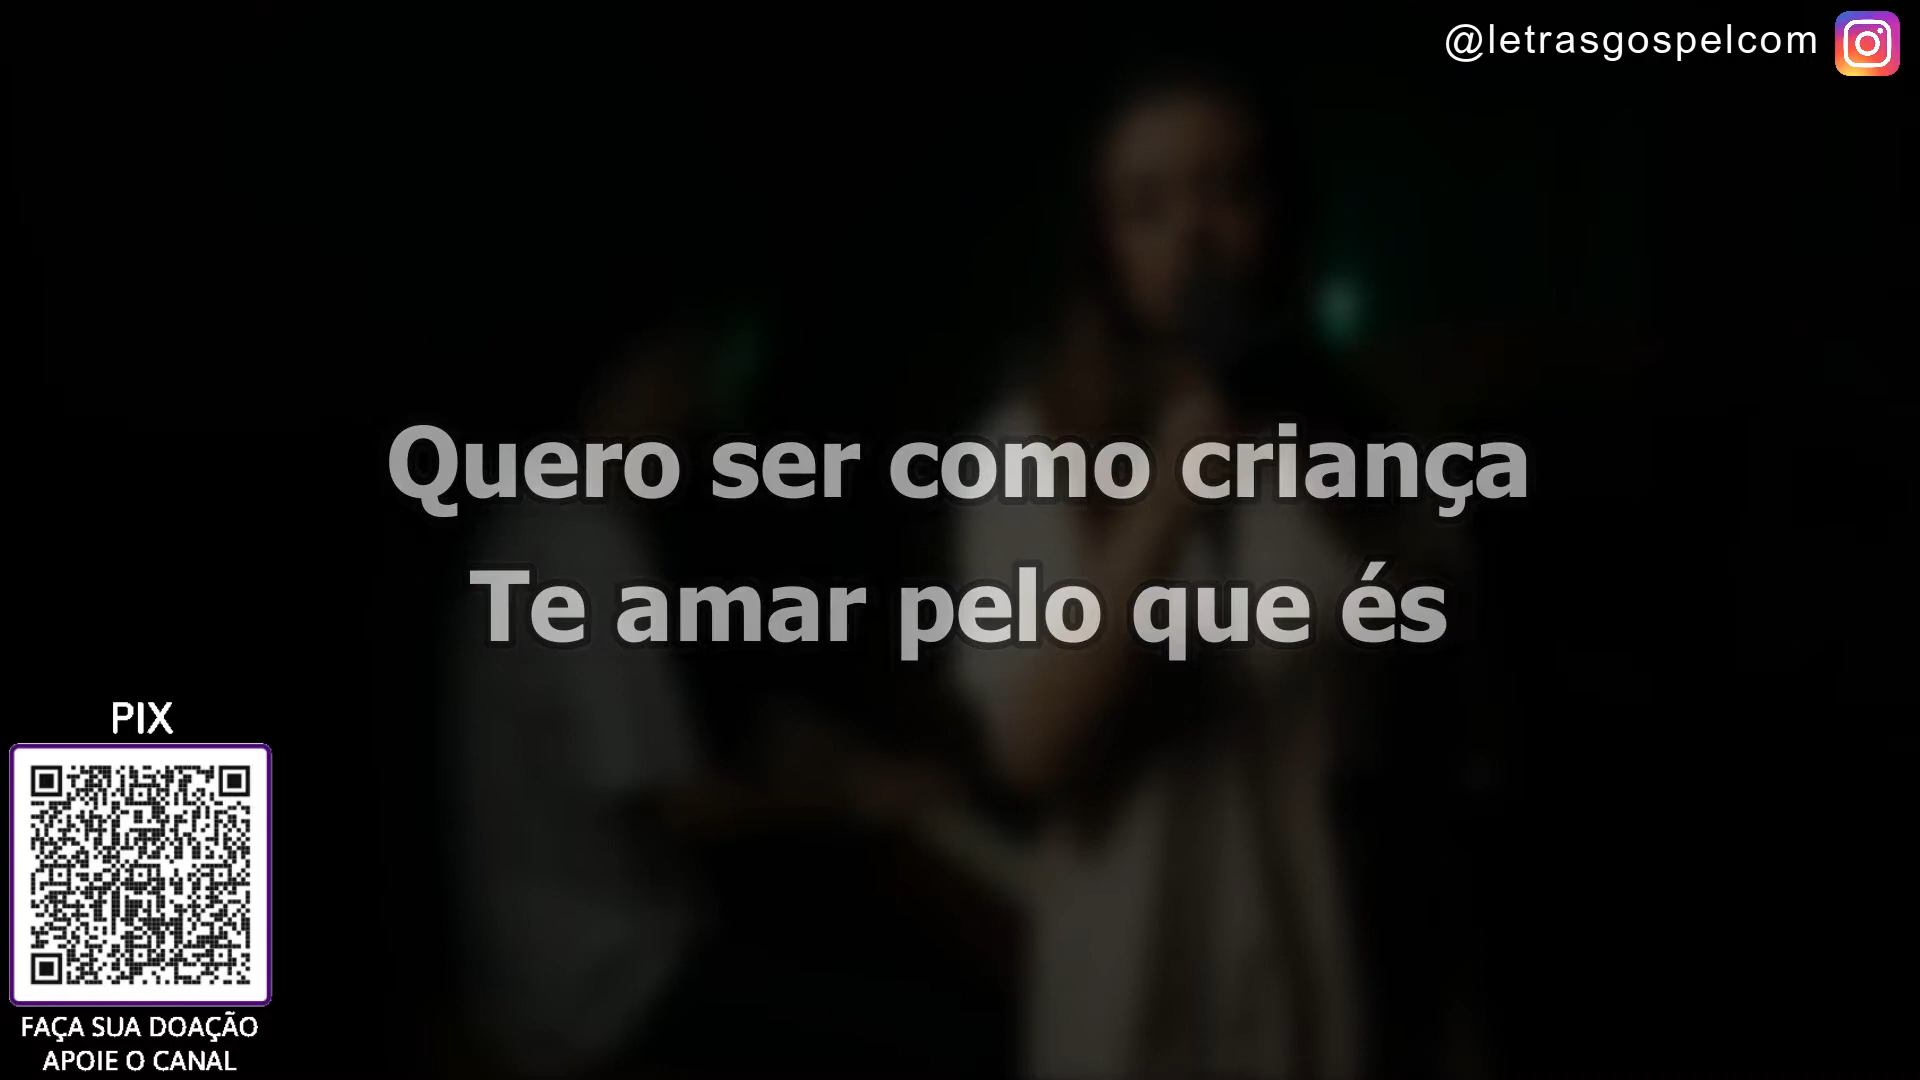 @letrasgospelcom
Quero ser como criança
Te amar pelo que és
PIX
FAÇA SUA DOAÇÃO
APOIE O CANAL